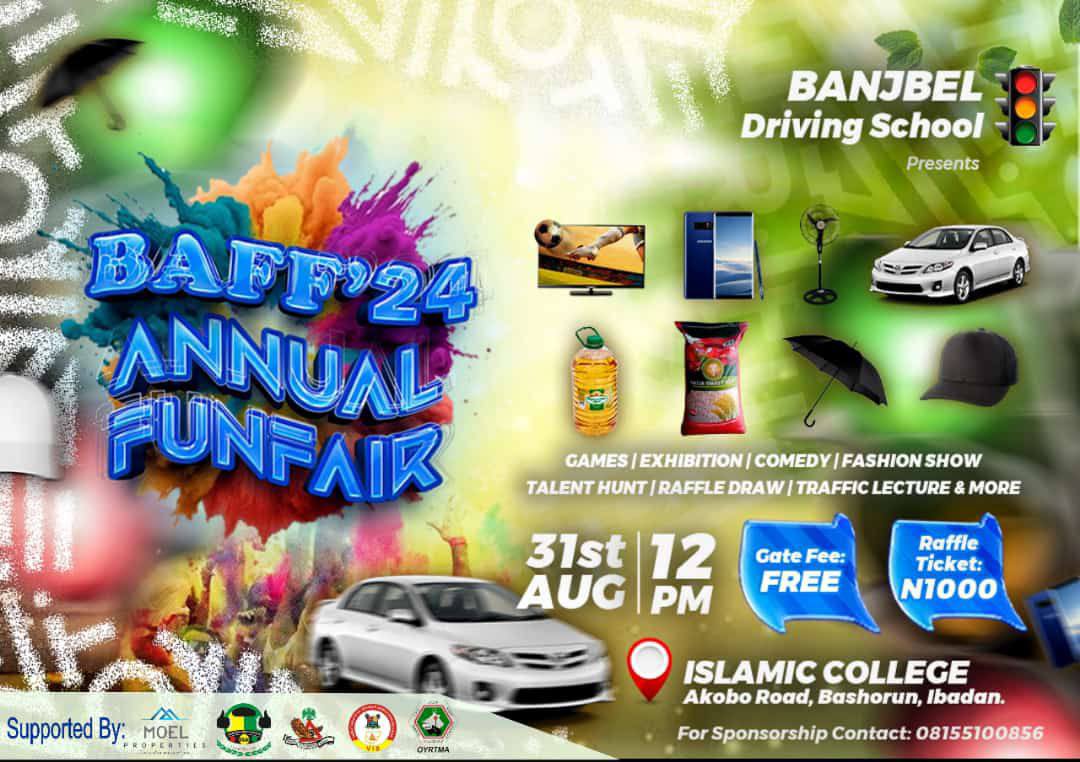 BANJBEL
Driving School
Presents
BAFF'24
ANNUAL
FUNFAIR
GAMES | EXHIBITION | COMEDY | FASHION SHOW
TALENT HUNT | RAFFLE DRAW | TRAFFIC LECTURE & MORE
31st
AUG
12
PM
Gate Fee:
FREE
Raffle
Ticket:
N1000
ISLAMIC COLLEGE
Akobo Road, Bashorun, Ibadan.
For Sponsorship Contact: 08155100856
Supported By:
MOEL
PROPERTIES
VIS
OYRTMA